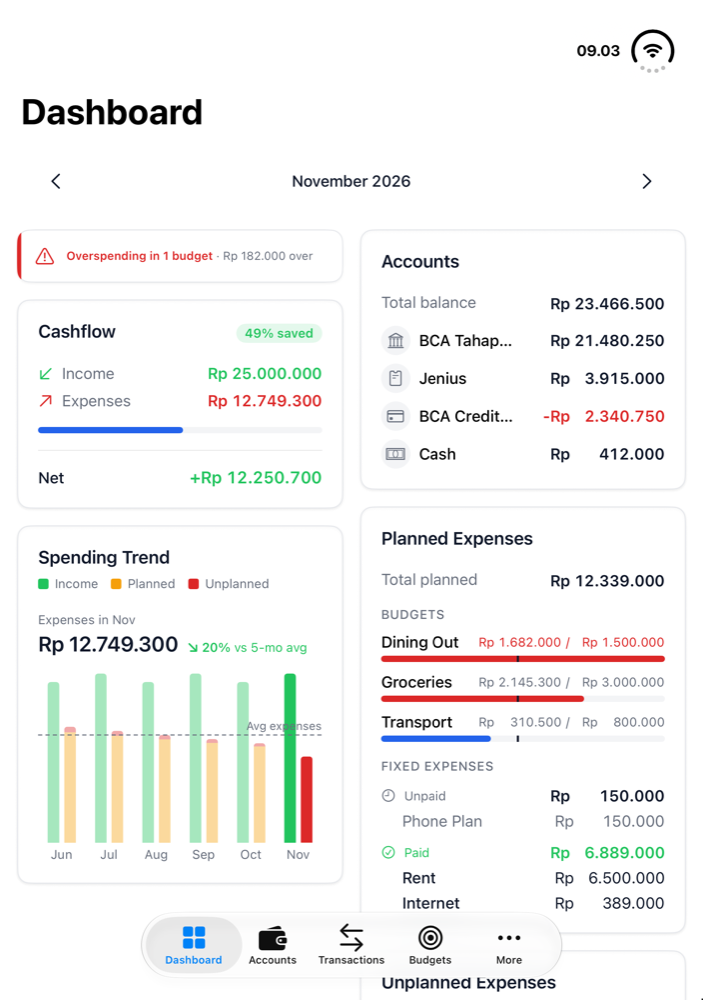 09.03
Dashboard
November 2026
Overspending in 1 budget · Rp 182.000 over
Cashflow
49% saved
Income Rp 25.000.000
Expenses Rp 12.749.300
Net +Rp 12.250.700
Spending Trend
Income Planned Unplanned
Expenses in Nov
Rp 12.749.300 20% vs 5-mo avg
Avg expenses
Jun Jul Aug Sep Oct Nov
Accounts
Total balance Rp 23.466.500
BCA Tahap... Rp 21.480.250
Jenius Rp 3.915.000
BCA Credit... -Rp 2.340.750
Cash Rp 412.000
Planned Expenses
Total planned Rp 12.339.000
BUDGETS
Dining Out Rp 1.682.000 / Rp 1.500.000
Groceries Rp 2.145.300 / Rp 3.000.000
Transport Rp 310.500 / Rp 800.000
FIXED EXPENSES
Unpaid Rp 150.000
Phone Plan Rp 150.000
Paid Rp 6.889.000
Rent Rp 6.500.000
Internet Rp 389.000
Unplanned Expenses
Dashboard Accounts Transactions Budgets More